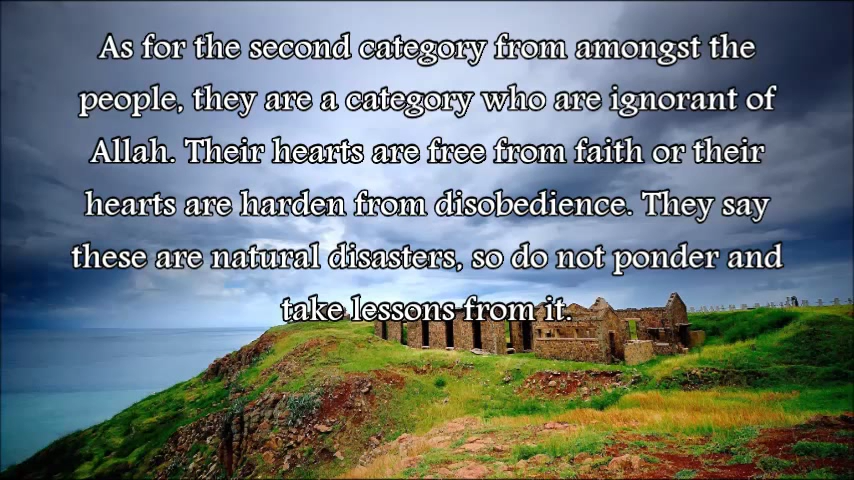 As for the second category from amongst the
people, they are a category who are ignorant of
Allah. Their hearts are free from faith or their
hearts are harden from disobedience. They say
these are natural disasters, so do not ponder and
take lessons from it.